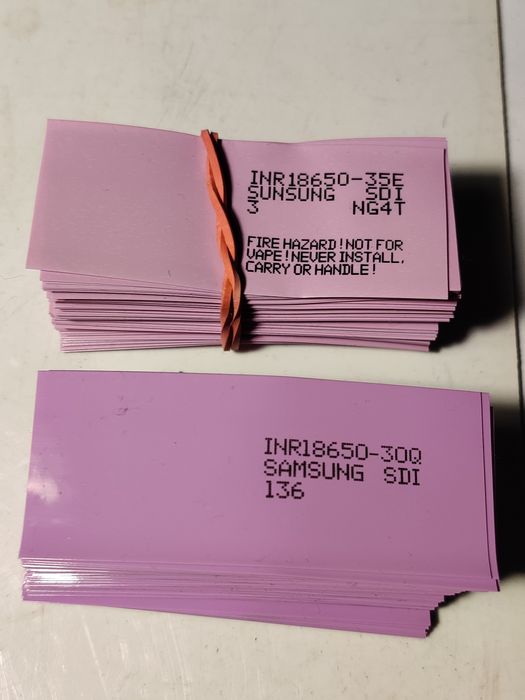 INR18650-35E
SUNSUNG SDI
3 NG4T
FIRE HAZARD!NOT FOR
VAPE!NEVER INSTALL,
CARRY OR HANDLE!
INR18650-30Q
SAMSUNG SDI
136